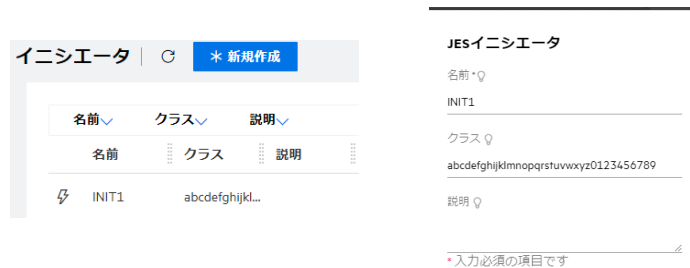 イニシエータ
新規作成
名前 クラス 説明
名前 クラス 説明
INIT1 abcdefghijkl...
JESイニシエータ
名前 *
INIT1
クラス
abcdefghijklmnopqrstuvwxyz0123456789
説明
* 入力必須の項目です